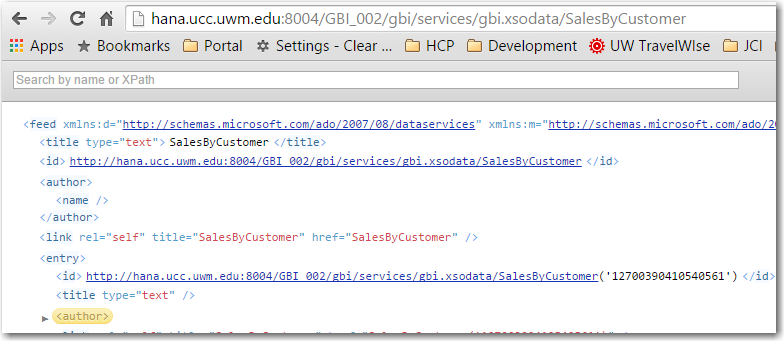 hana.ucc.uwm.edu:8004/GBI_002/gbi/services/gbi.xsodata/SalesByCustomer
Apps Bookmarks Portal Settings - Clear ... HCP Development UW TravelWIse JCI
Search by name or XPath
<feed xmlns:d="http://schemas.microsoft.com/ado/2007/08/dataservices" xmlns:m="http://schemas.microsoft.com/ado/2007
<title type="text"> SalesByCustomer </title>
<id> http://hana.ucc.uwm.edu:8004/GBI_002/gbi/services/gbi.xsodata/SalesByCustomer </id>
<author>
<name />
</author>
<link rel="self" title="SalesByCustomer" href="SalesByCustomer" />
<entry>
<id> http://hana.ucc.uwm.edu:8004/GBI_002/gbi/services/gbi.xsodata/SalesByCustomer('12700390410540561') </id>
<title type="text" />
<author>